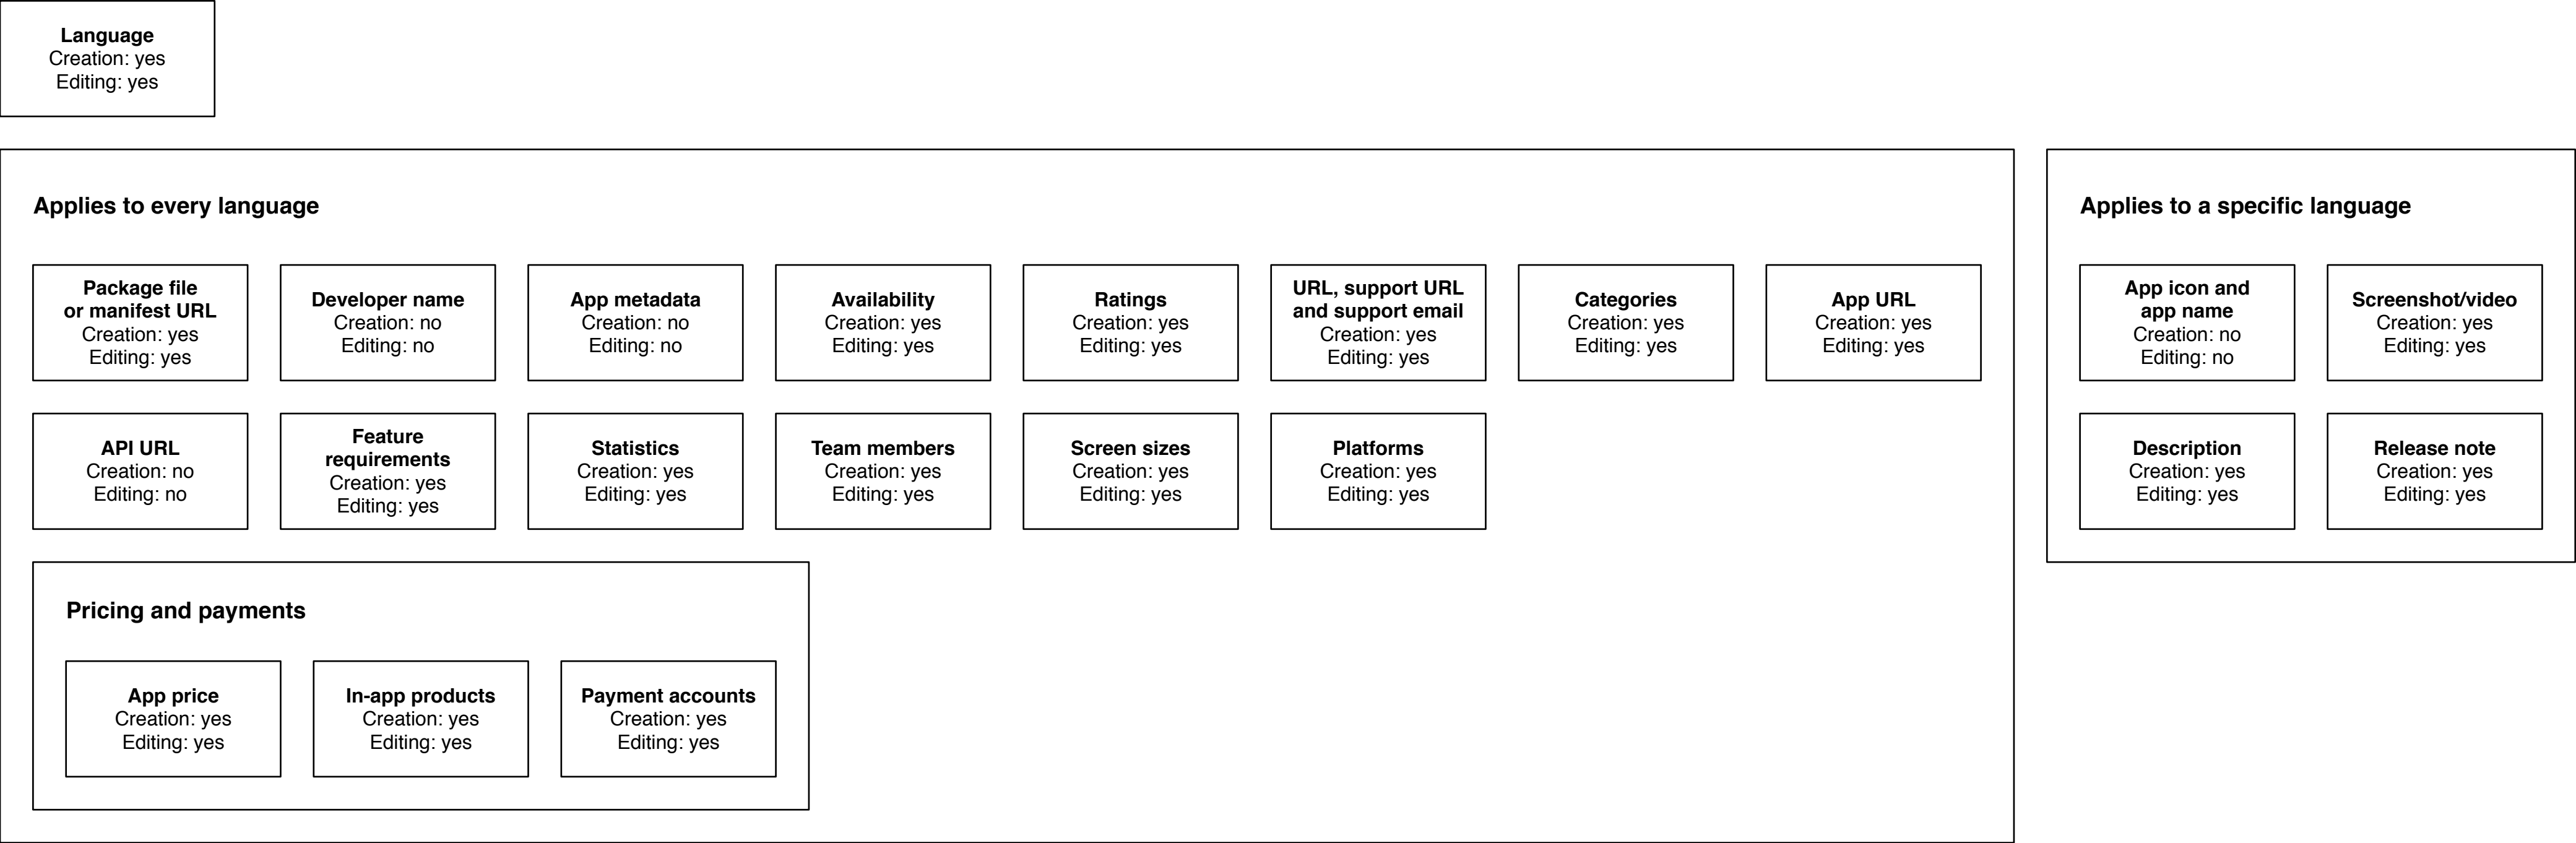 Language
Creation: yes
Editing: yes
Applies to every language
Package file
or manifest URL
Creation: yes
Editing: yes
Developer name
Creation: no
Editing: no
App metadata
Creation: no
Editing: no
Availability
Creation: yes
Editing: yes
Ratings
Creation: yes
Editing: yes
URL, support URL
and support email
Creation: yes
Editing: yes
Categories
Creation: yes
Editing: yes
App URL
Creation: yes
Editing: yes
API URL
Creation: no
Editing: no
Feature
requirements
Creation: yes
Editing: yes
Statistics
Creation: yes
Editing: yes
Team members
Creation: yes
Editing: yes
Screen sizes
Creation: yes
Editing: yes
Platforms
Creation: yes
Editing: yes
Pricing and payments
App price
Creation: yes
Editing: yes
In-app products
Creation: yes
Editing: yes
Payment accounts
Creation: yes
Editing: yes
Applies to a specific language
App icon and
app name
Creation: no
Editing: no
Screenshot/video
Creation: yes
Editing: yes
Description
Creation: yes
Editing: yes
Release note
Creation: yes
Editing: yes